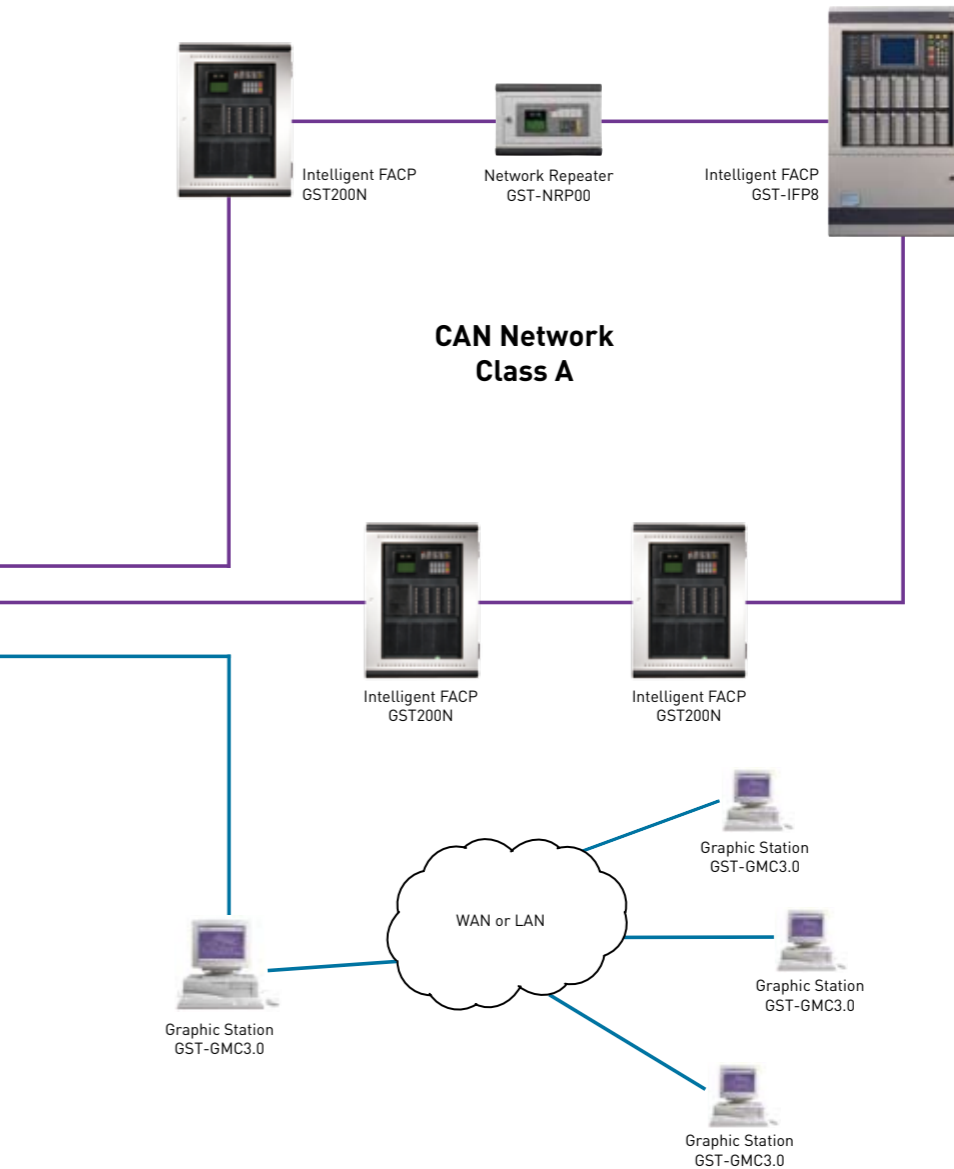 Intelligent FACP
GST200N
Network Repeater
GST-NRP00
Intelligent FACP
GST-IFP8
CAN Network
Class A
Intelligent FACP
GST200N
Intelligent FACP
GST200N
Graphic Station
GST-GMC3.0
WAN or LAN
Graphic Station
GST-GMC3.0
Graphic Station
GST-GMC3.0
Graphic Station
GST-GMC3.0